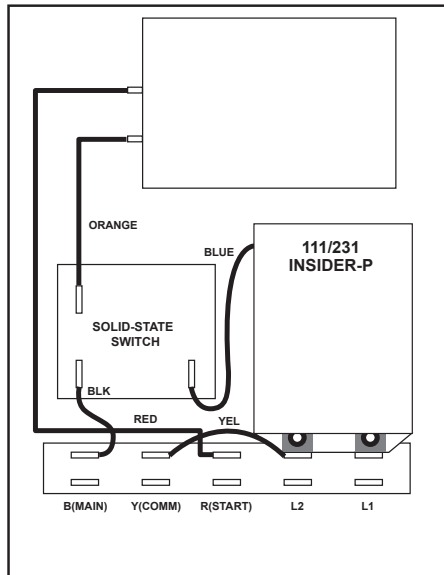 ORANGE
BLUE
111/231
INSIDER-P
SOLID-STATE
SWITCH
BLK
RED
YEL
B(MAIN)
Y(COMM)
R(START)
L2
L1